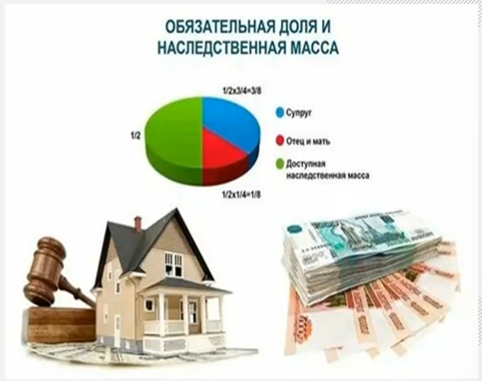 ОБЯЗАТЕЛЬНАЯ ДОЛЯ И
НАСЛЕДСТВЕННАЯ МАССА
1/2х3/4=3/8
1/2
1/2х1/4=1/8
Супруг
Отец и мать
Доступная
наследственная масса